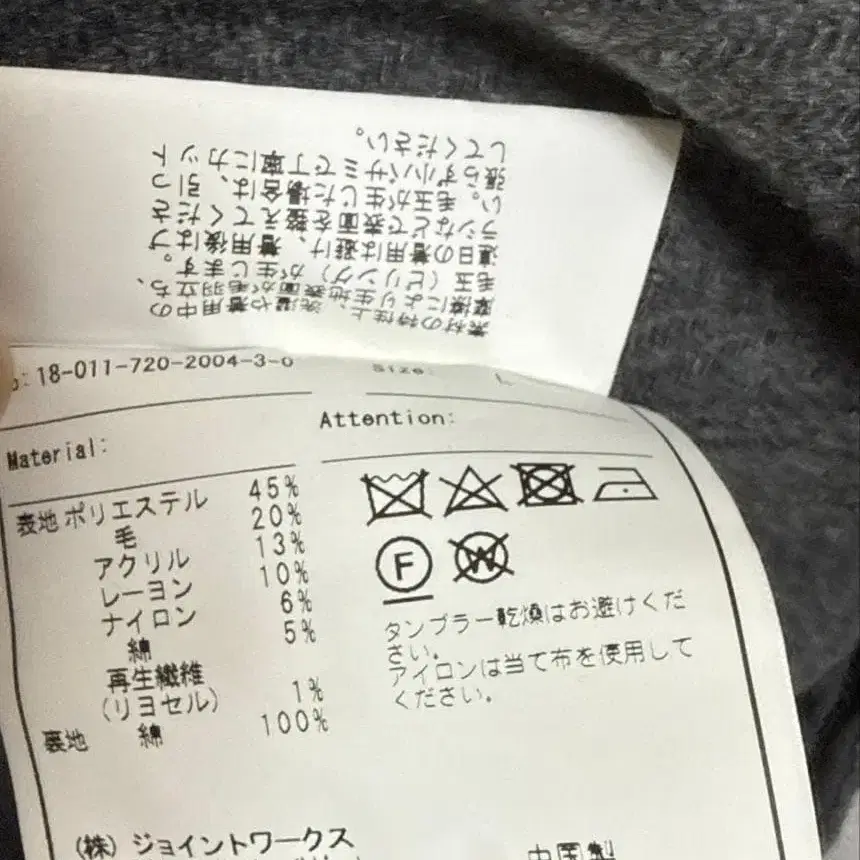 素材の特性上、洗濯や着用中の
摩擦により生地表面が毛羽立ち、
毛玉(ピリング)が生じます。
連日の着用は避け、着用後はブ
ラシなどで表面を整えてくださ
い。毛玉が生じた場合は、引っ
張らず小バサミで丁寧にカット
してください。
18-011-720-2004-3-0
Size: L
Material:
表地 ポリエステル 45%
毛 20%
アクリル 13%
レーヨン 10%
ナイロン 6%
綿 5%
再生繊維
(リヨセル) 1%
裏地 綿 100%
Attention:
F W
タンブラー乾燥はお避けくだ
さい。
アイロンは当て布を使用して
ください。
(株) ジョイントワークス
中国製